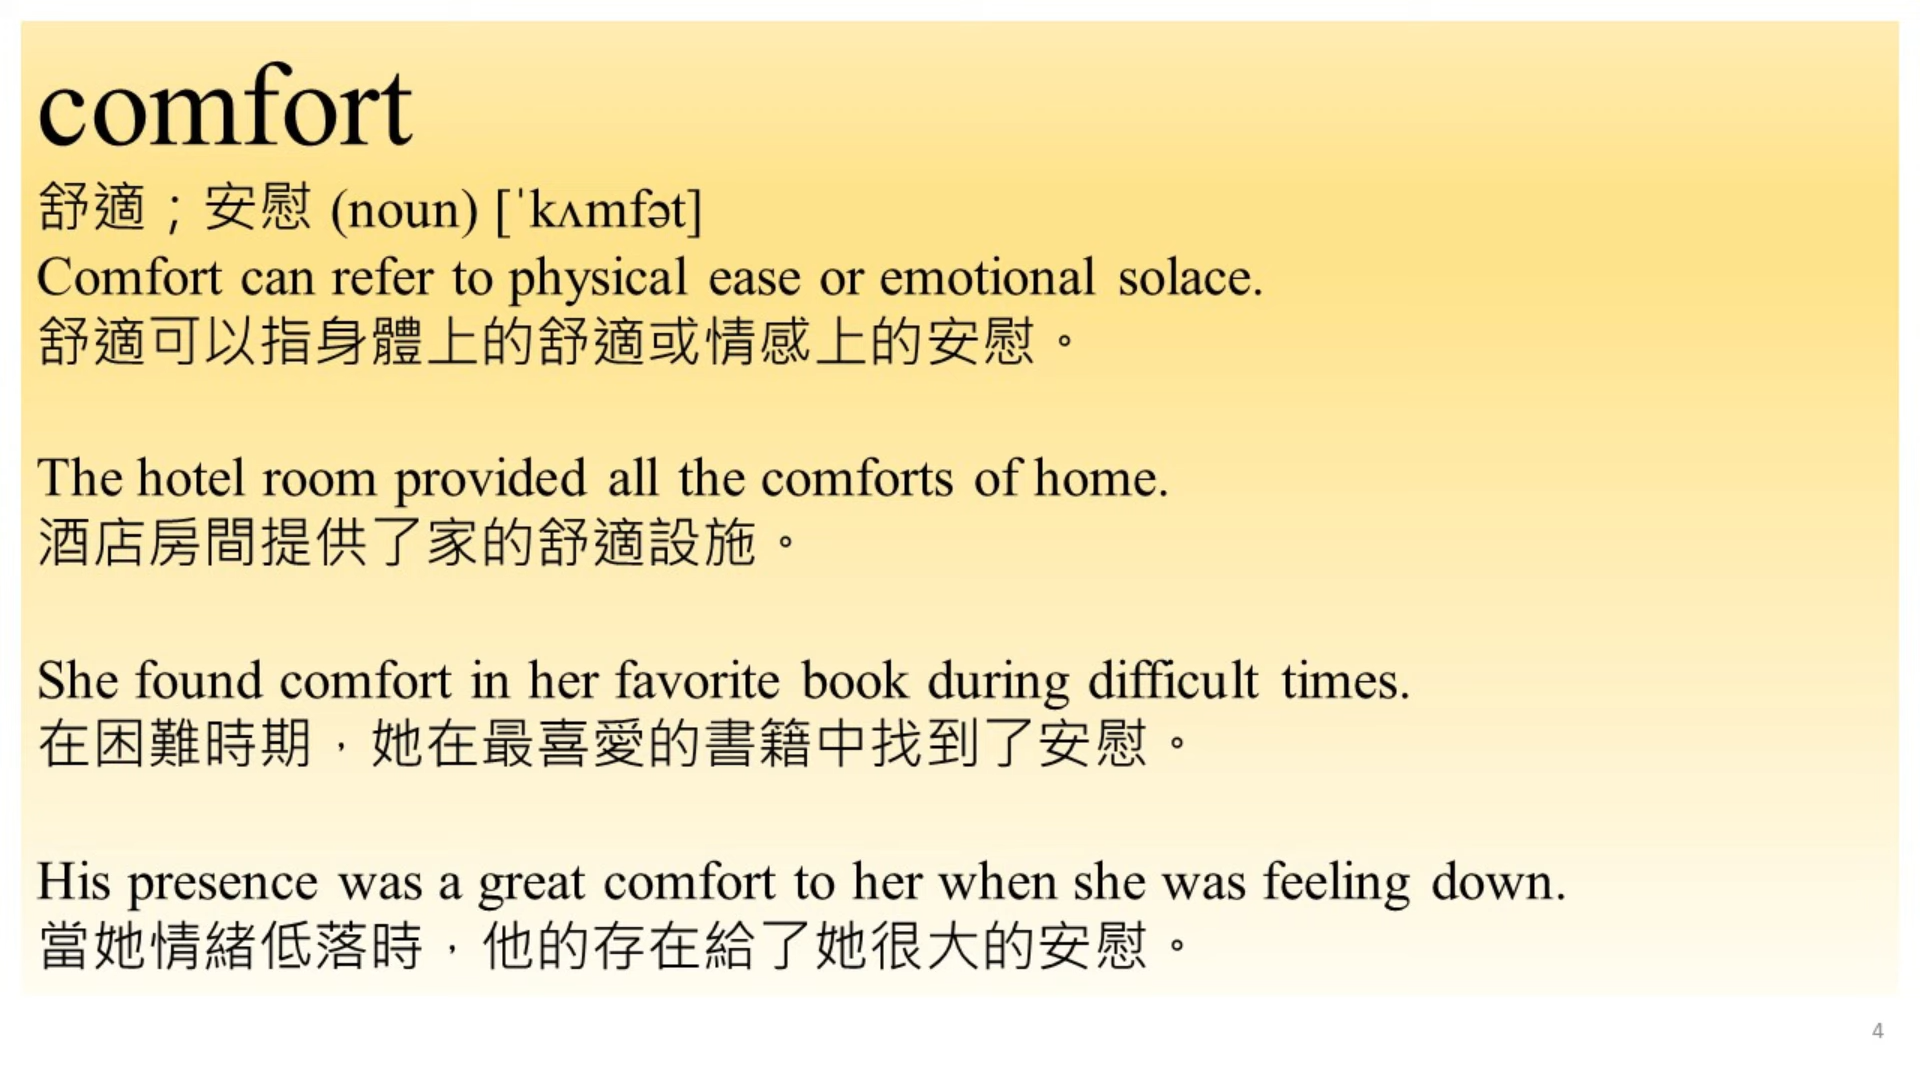 comfort
舒適；安慰 (noun) [ˈkʌmfət]
Comfort can refer to physical ease or emotional solace.
舒適可以指身體上的舒適或情感上的安慰。
The hotel room provided all the comforts of home.
酒店房間提供了家的舒適設施。
She found comfort in her favorite book during difficult times.
在困難時期，她在最喜愛的書籍中找到了安慰。
His presence was a great comfort to her when she was feeling down.
當她情緒低落時，他的存在給了她很大的安慰。
4